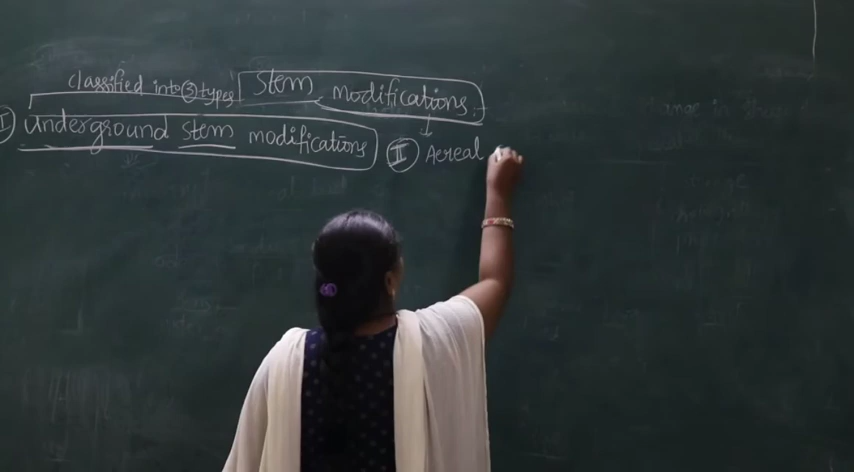 classified into ③ types Stem modifications
I underground stem modifications II Aereal